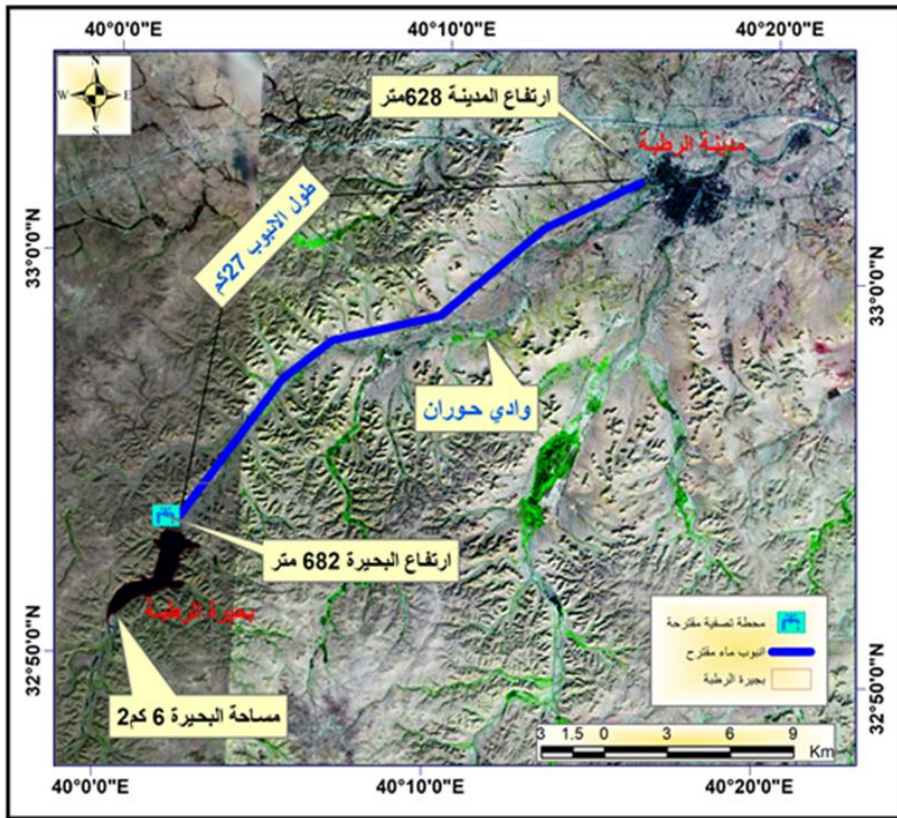 40°0'0"E
40°10'0"E
40°20'0"E
N
W
E
S
ارتفاع المدينة 628متر
مدينة الرطبة
طول الانبوب 27كم
33°0'0"N
33°0'0"N
وادي حوران
ارتفاع البحيرة 682 متر
بحيرة الرطبة
محطة تصفية مقترحة
انبوب ماء مقترح
بحيرة الرطبة
32°50'0"N
32°50'0"N
مساحة البحيرة 6 كم2
3 1.5 0 3 6 9
Km
40°0'0"E
40°10'0"E
40°20'0"E